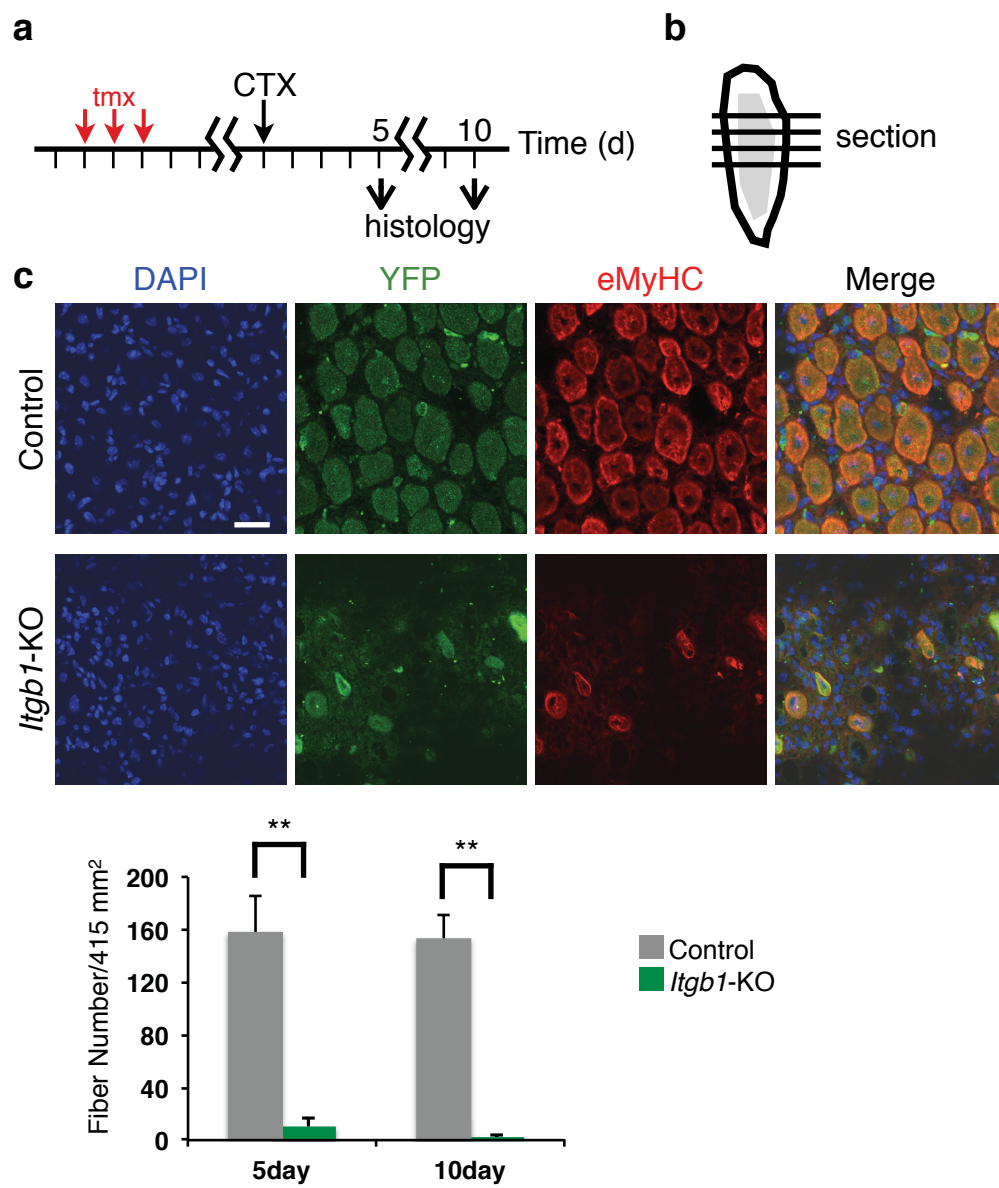 a
b
tmx
CTX
5
10
Time (d)
histology
section
c
DAPI
YFP
eMyHC
Merge
Control
Itgb1-KO
**
**
Fiber Number/415 mm²
200
160
120
80
40
0
5day
10day
Control
Itgb1-KO